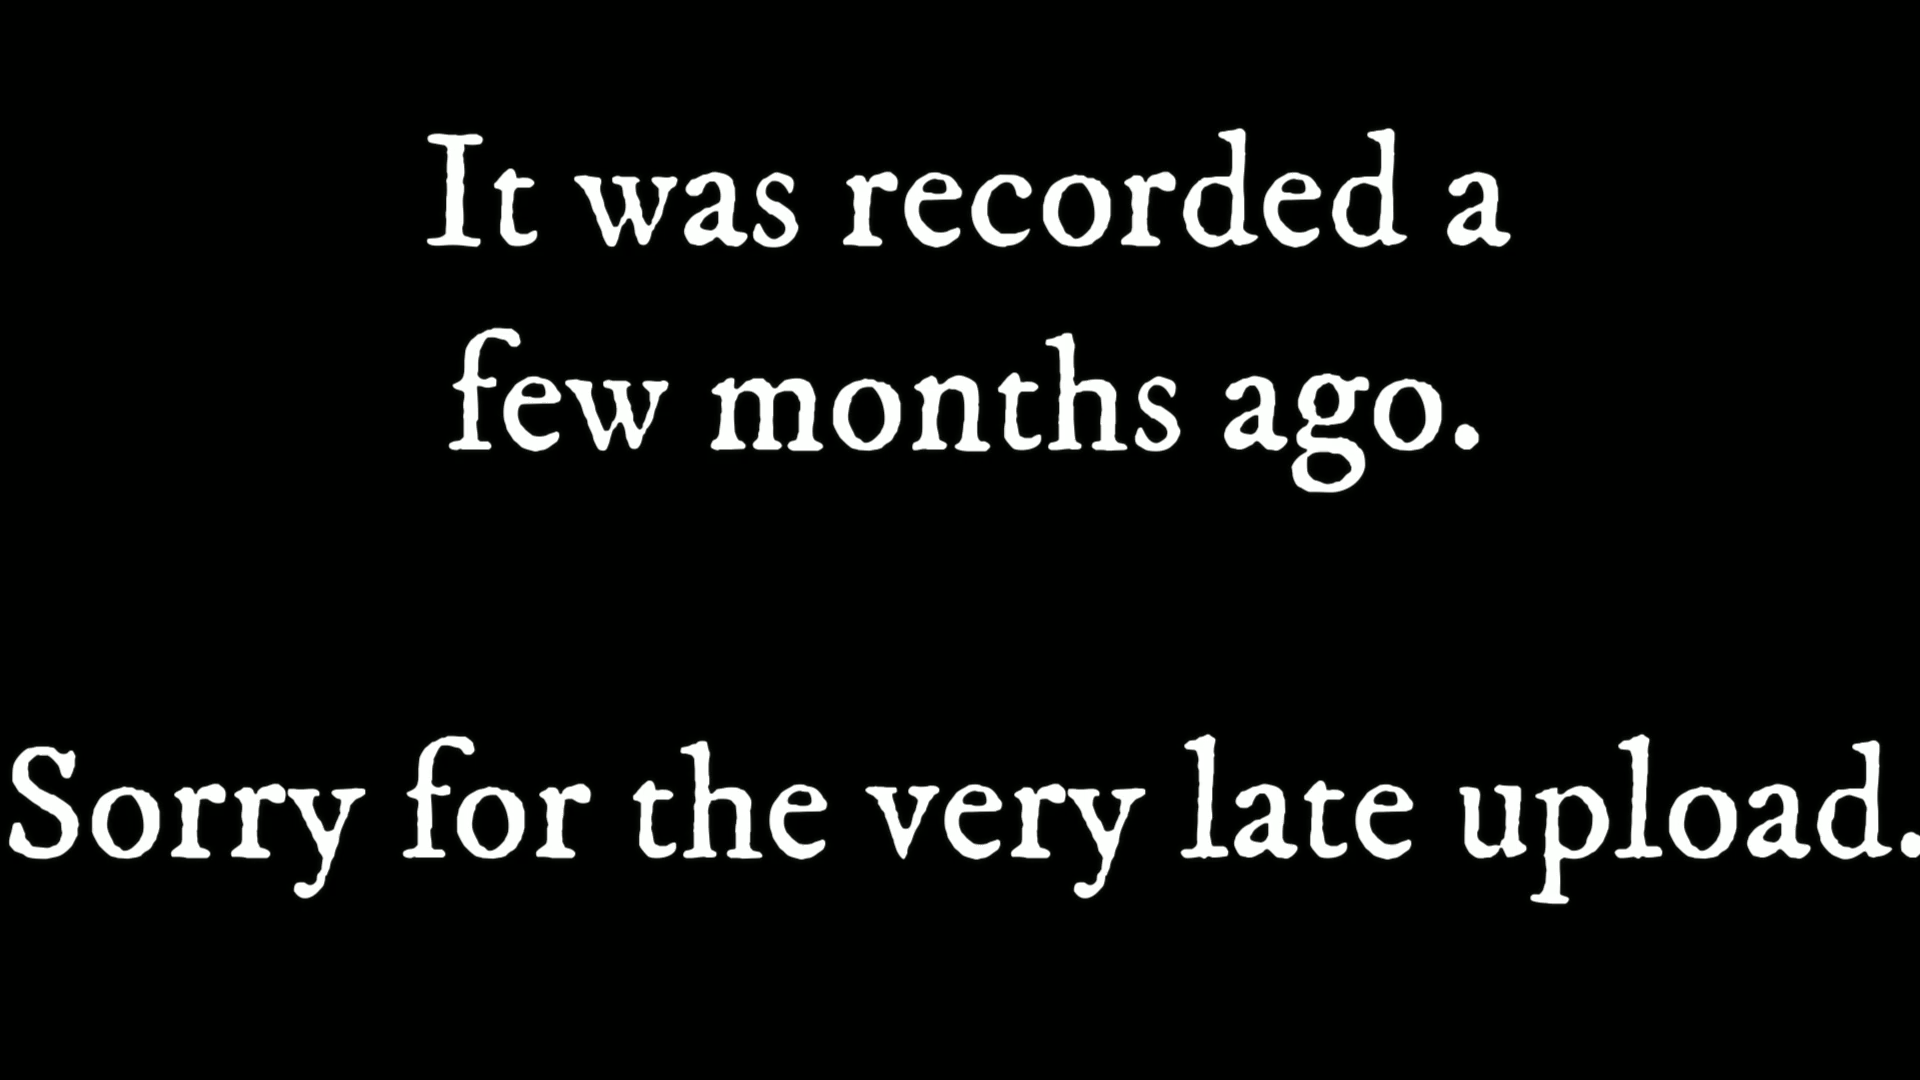 It was recorded a
few months ago.
Sorry for the very late upload.